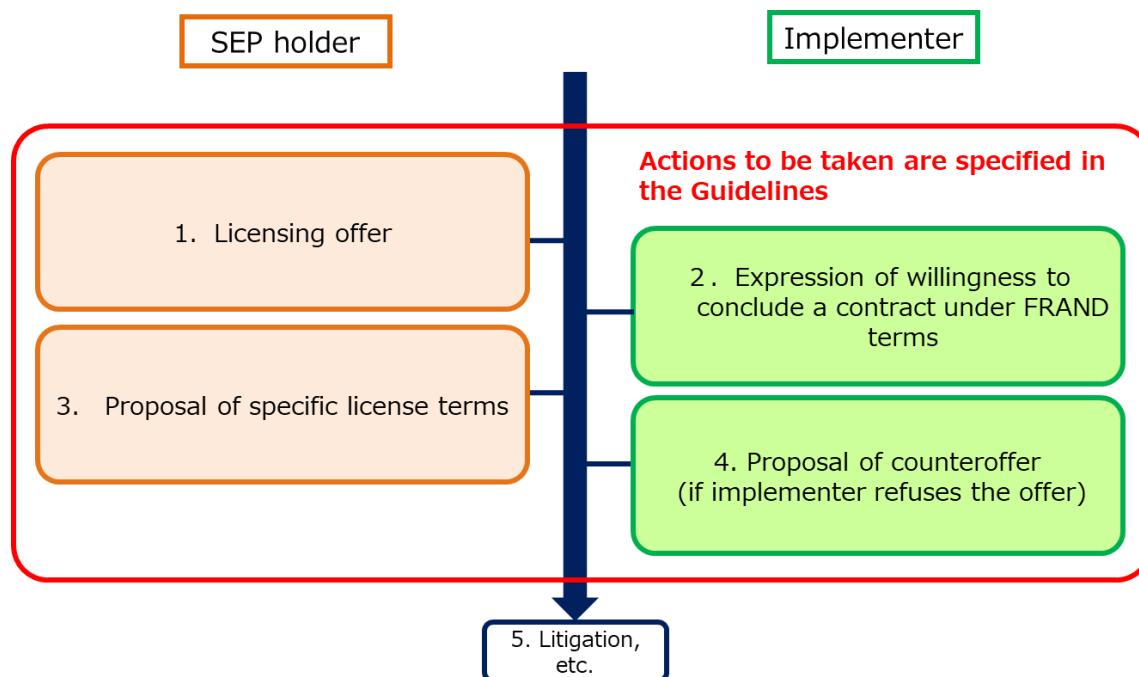 SEP holder
Implementer
Actions to be taken are specified in
the Guidelines
1. Licensing offer
2. Expression of willingness to
conclude a contract under FRAND
terms
3. Proposal of specific license terms
4. Proposal of counteroffer
(if implementer refuses the offer)
5. Litigation,
etc.